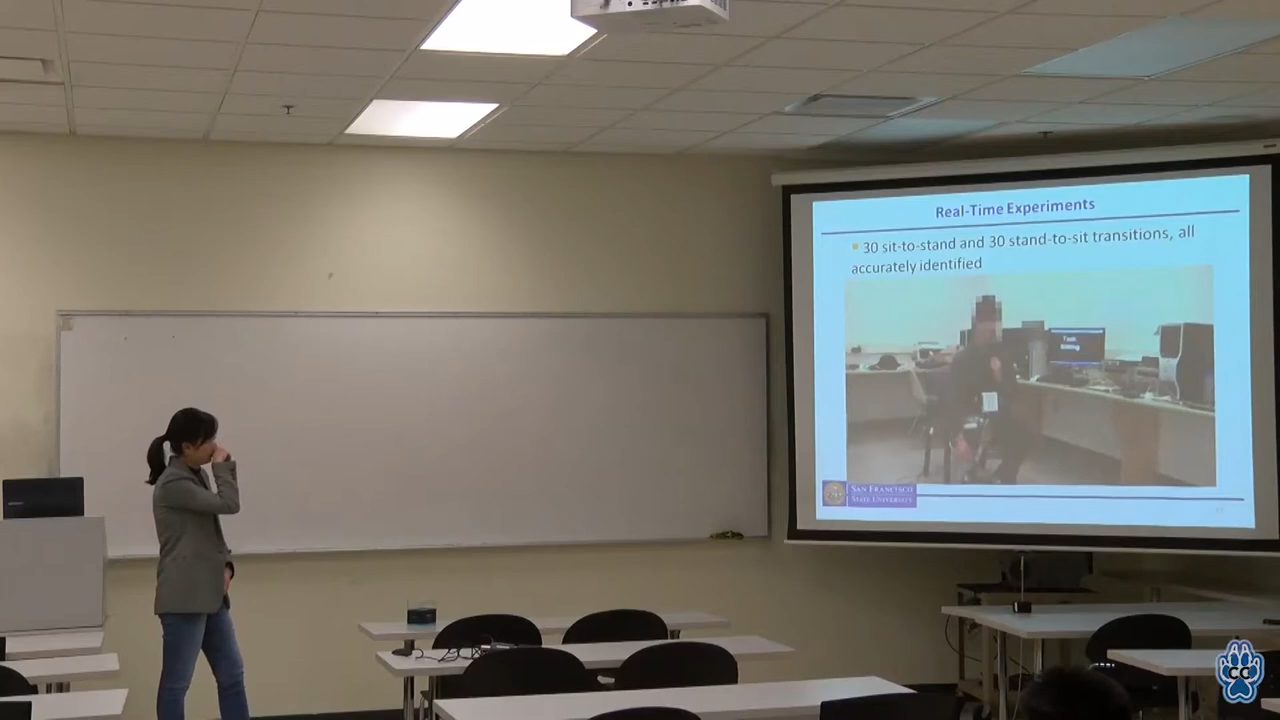 Real-Time Experiments
30 sit-to-stand and 30 stand-to-sit transitions, all
accurately identified
SAN FRANCISCO
STATE UNIVERSITY
CC